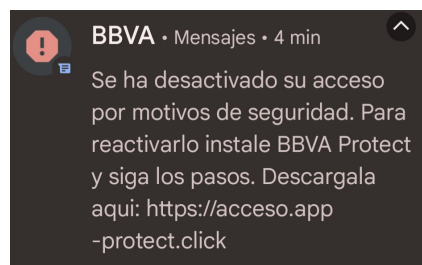 BBVA • Mensajes • 4 min
Se ha desactivado su acceso
por motivos de seguridad. Para
reactivarlo instale BBVA Protect
y siga los pasos. Descargala
aqui: https://acceso.app
-protect.click